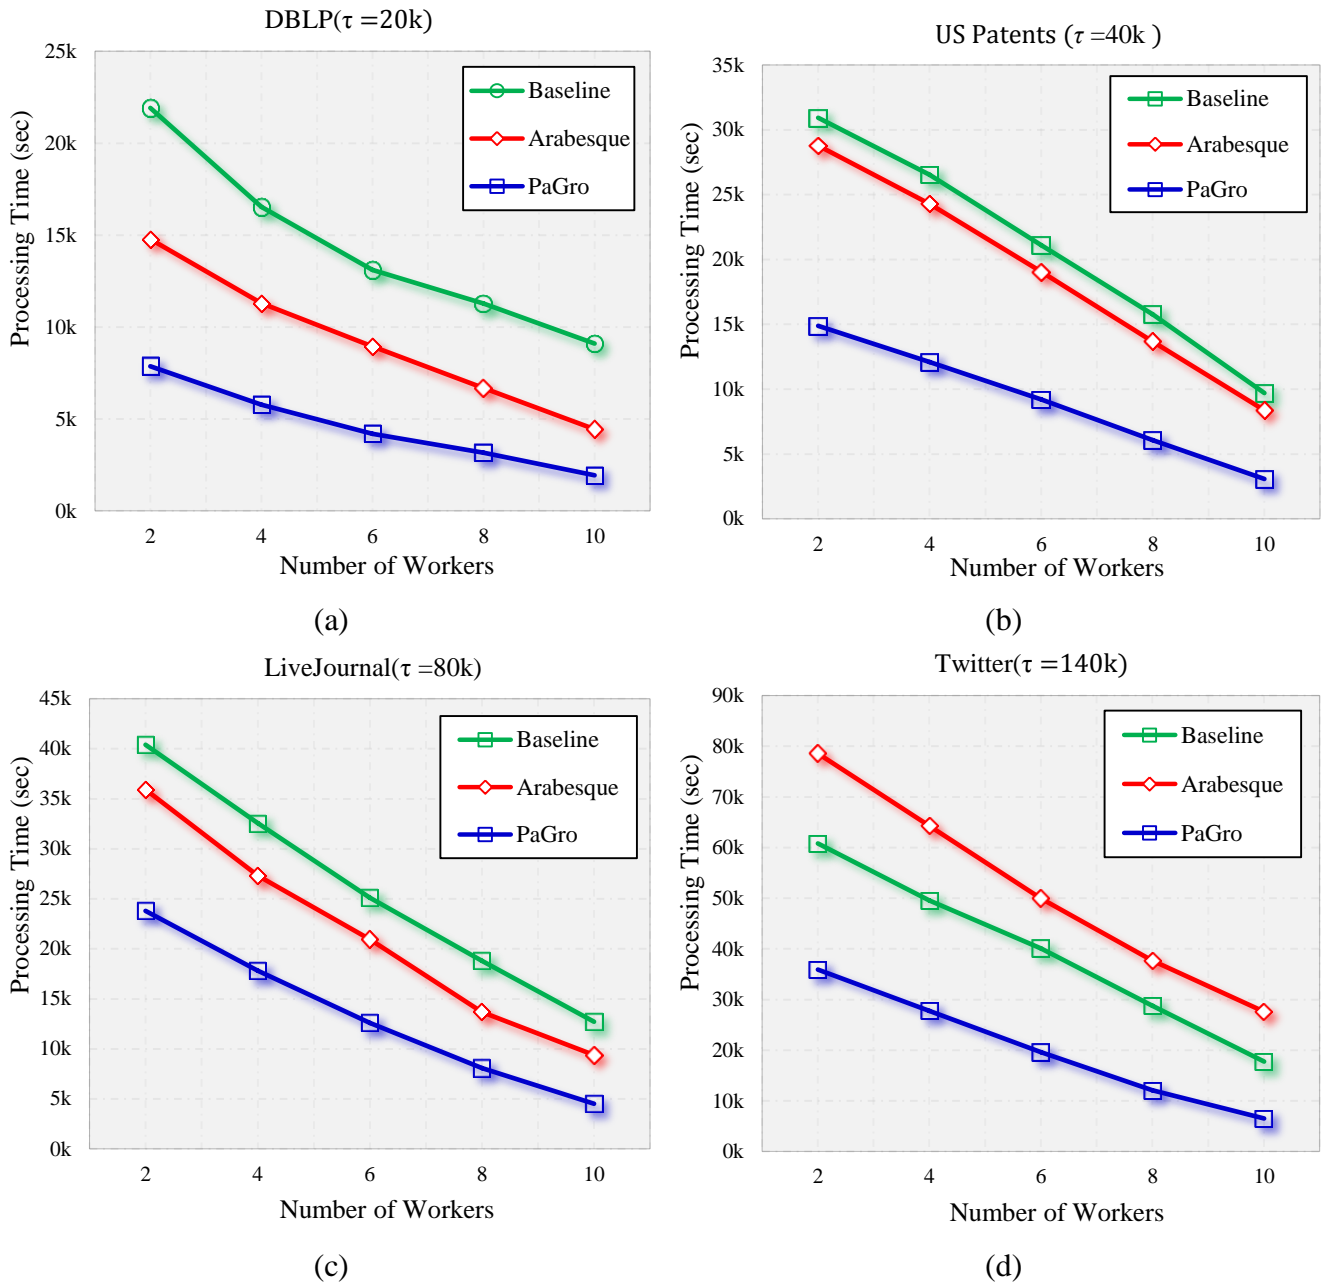 DBLP(τ =20k)
25k
20k
15k
10k
5k
0k
Processing Time (sec)
Baseline
Arabesque
PaGro
2 4 6 8 10
Number of Workers
(a)
US Patents (τ =40k )
35k
30k
25k
20k
15k
10k
5k
0k
Processing Time (sec)
Baseline
Arabesque
PaGro
2 4 6 8 10
Number of Workers
(b)
LiveJournal(τ =80k)
45k
40k
35k
30k
25k
20k
15k
10k
5k
0k
Processing Time (sec)
Baseline
Arabesque
PaGro
2 4 6 8 10
Number of Workers
(c)
Twitter(τ =140k)
90k
80k
70k
60k
50k
40k
30k
20k
10k
0k
Processing Time (sec)
Baseline
Arabesque
PaGro
2 4 6 8 10
Number of Workers
(d)